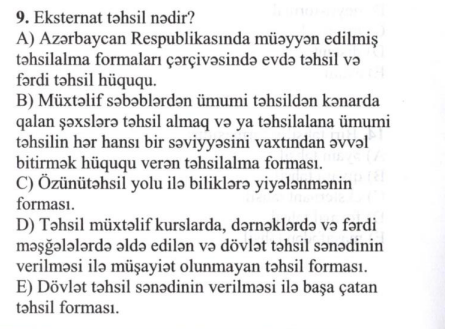 9. Eksternat təhsil nədir?
A) Azərbaycan Respublikasında müəyyən edilmiş
təhsilalma formaları çərçivəsində evdə təhsil və
fərdi təhsil hüququ.
B) Müxtəlif səbəblərdən ümumi təhsildən kənarda
qalan şəxslərə təhsil almaq və ya təhsilalana ümumi
təhsilin hər hansı bir səviyyəsini vaxtından əvvəl
bitirmək hüququ verən təhsilalma forması.
C) Özünütəhsil yolu ilə biliklərə yiyələnmənin
forması.
D) Təhsil müxtəlif kurslarda, dərnəklərdə və fərdi
məşğələlərdə əldə edilən və dövlət təhsil sənədinin
verilməsi ilə müşayiət olunmayan təhsil forması.
E) Dövlət təhsil sənədinin verilməsi ilə başa çatan
təhsil forması.